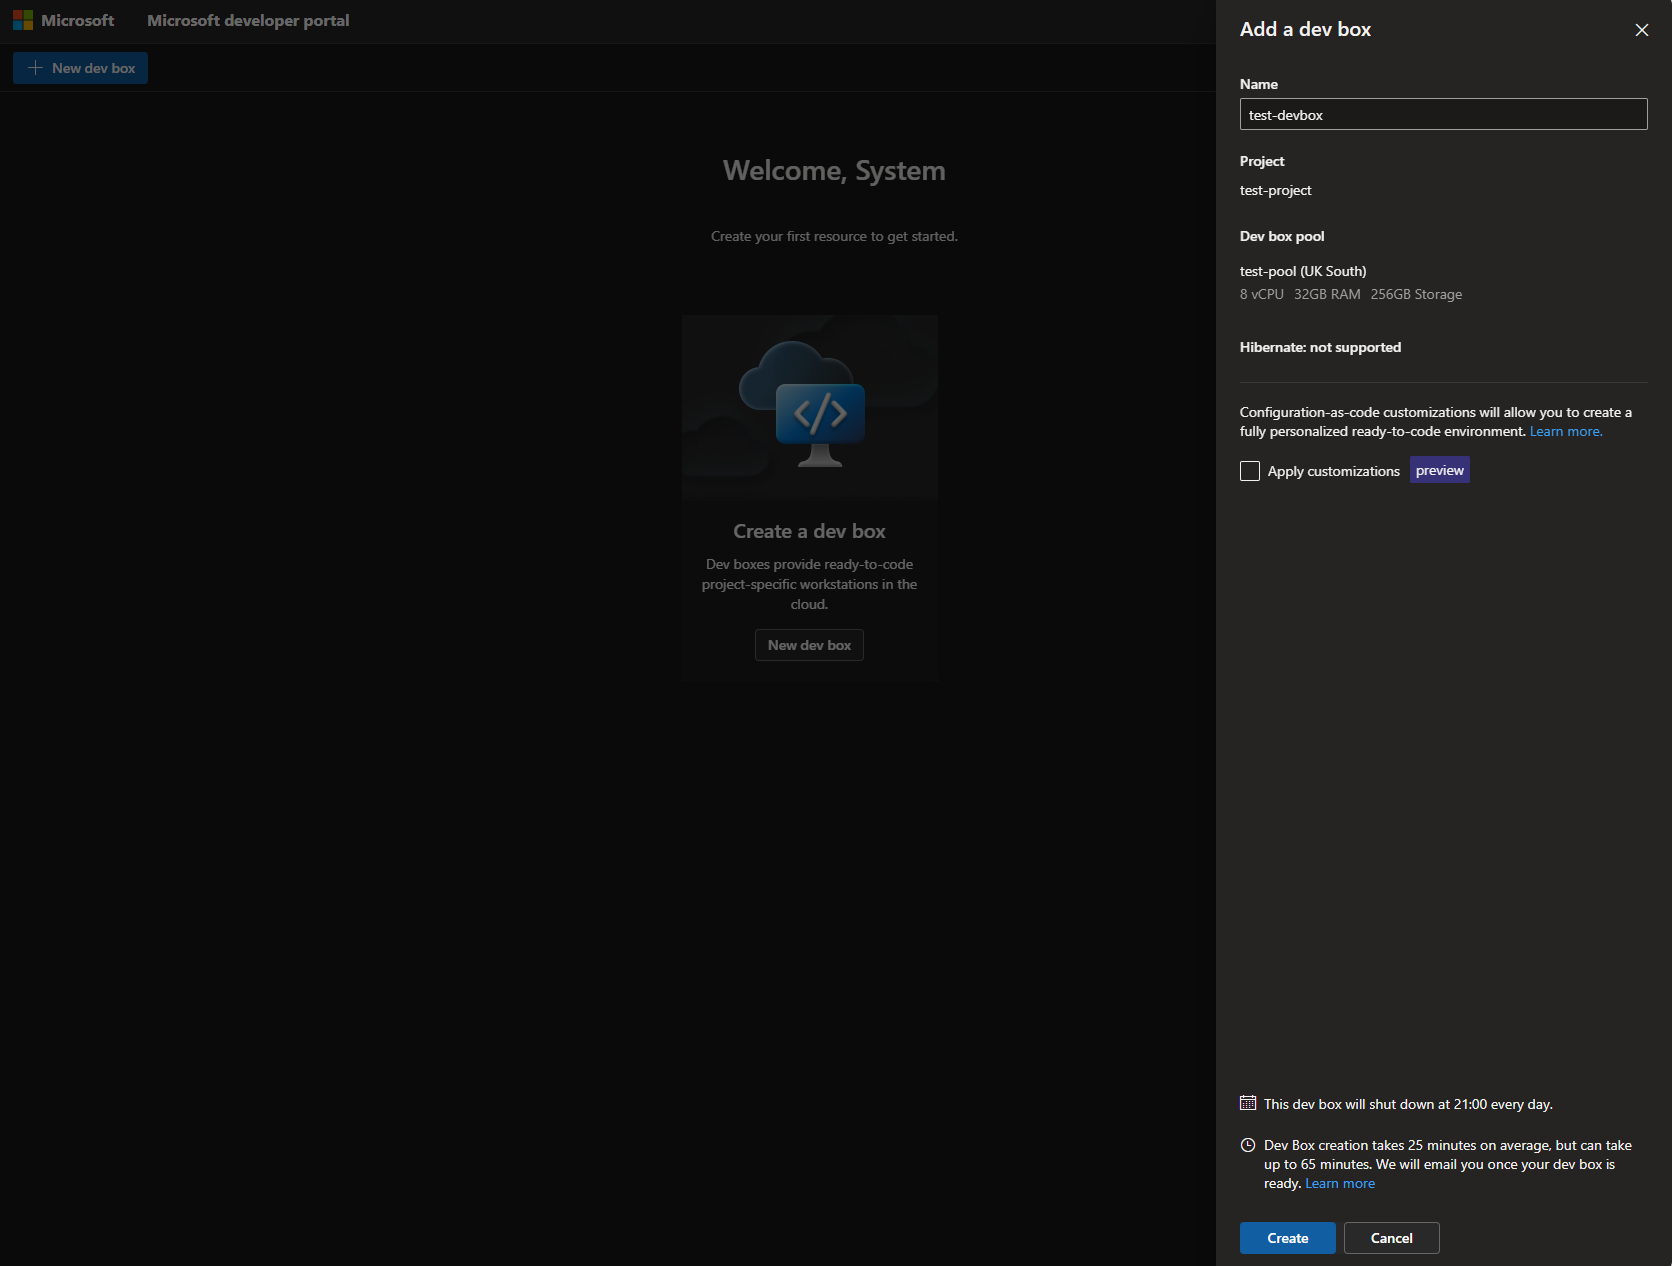 Microsoft
Microsoft developer portal
New dev box
Welcome, System
Create your first resource to get started.
Create a dev box
Dev boxes provide ready-to-code
project-specific workstations in the
cloud.
New dev box
Add a dev box
Name
test-devbox
Project
test-project
Dev box pool
test-pool (UK South)
8 vCPU 32GB RAM 256GB Storage
Hibernate: not supported
Configuration-as-code customizations will allow you to create a
fully personalized ready-to-code environment. Learn more.
Apply customizations preview
This dev box will shut down at 21:00 every day.
Dev Box creation takes 25 minutes on average, but can take
up to 65 minutes. We will email you once your dev box is
ready. Learn more
Create Cancel